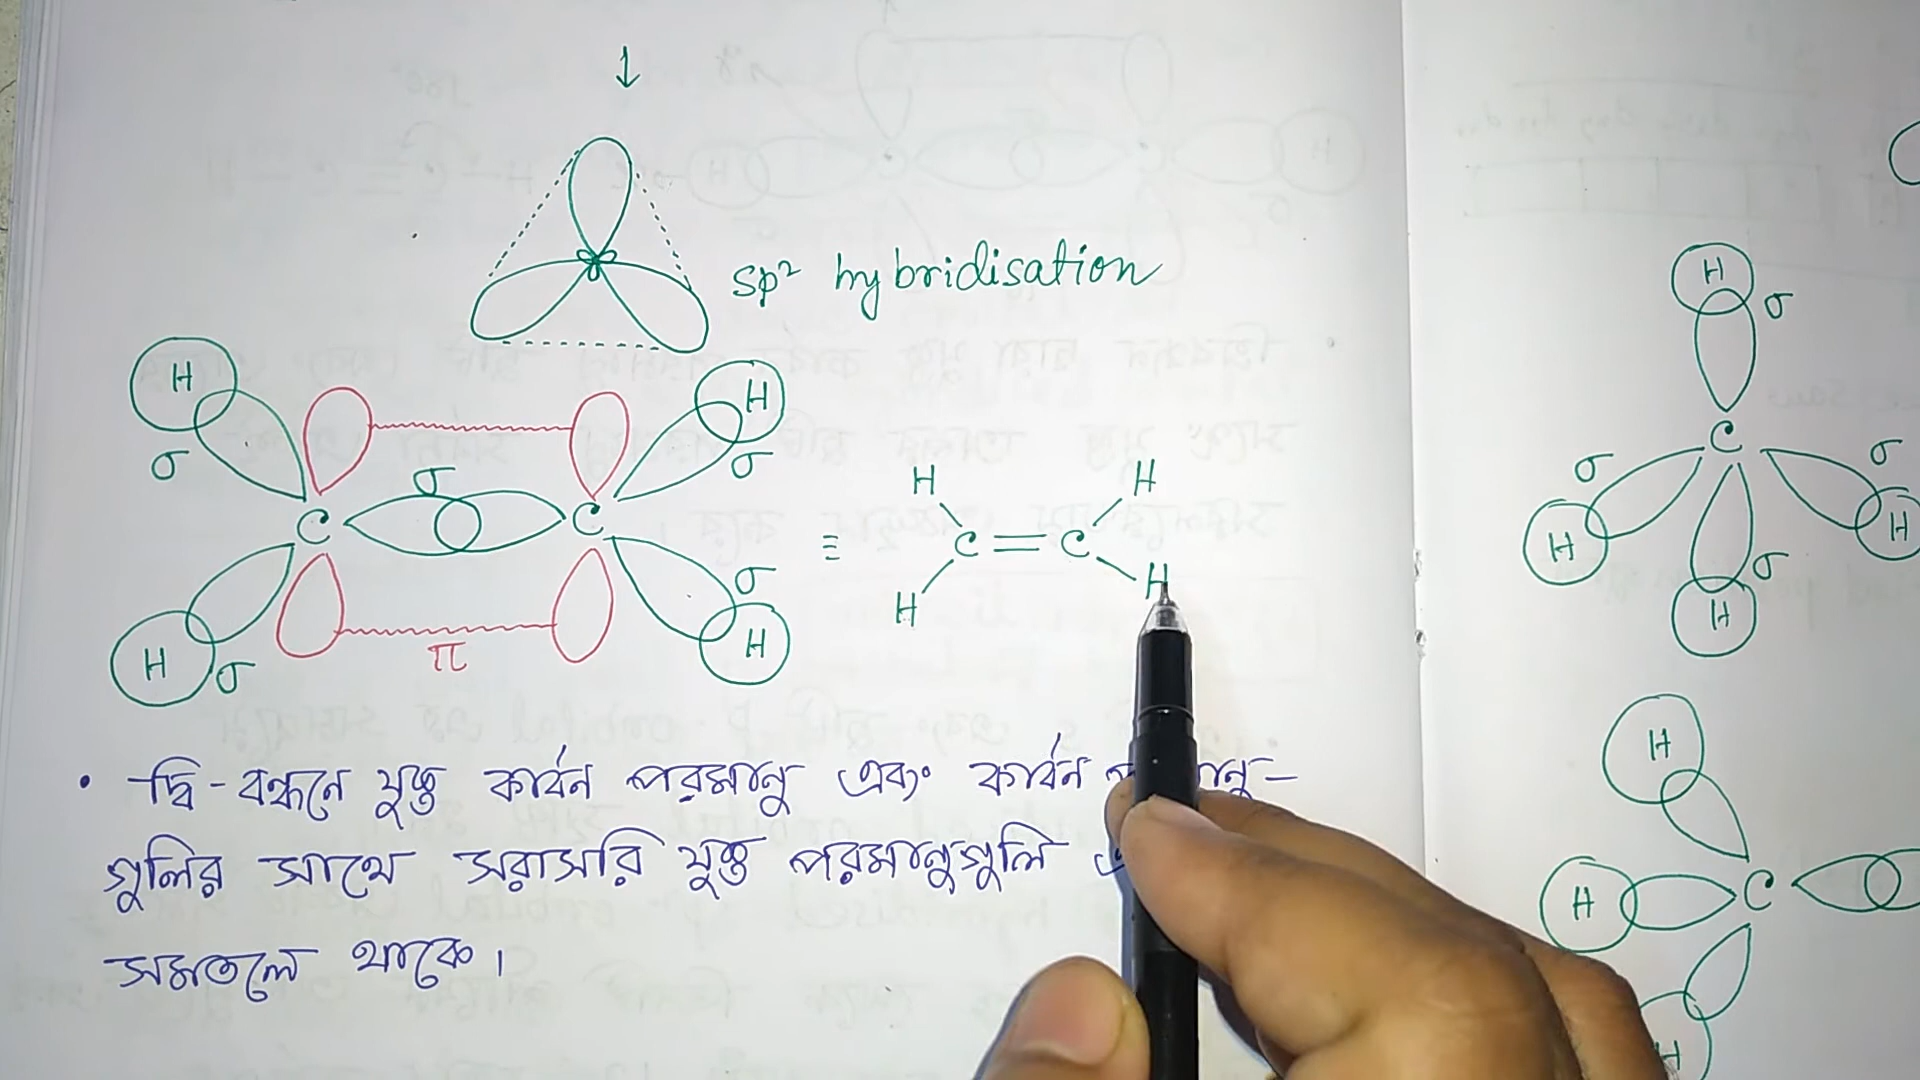 ↓
sp² hybridisation
H H
σ σ σ
C C
σ σ
H π H
H H
≡ C = C
H H
• দ্বি-বন্ধনে যুক্ত কার্বন পরমানু এবং কার্বন
গুলির সাথে সরাসরি যুক্ত পরমানুগুলি
সমতলে থাকে।
H
σ
C
σ σ
H H
σ
H
H
H C
H